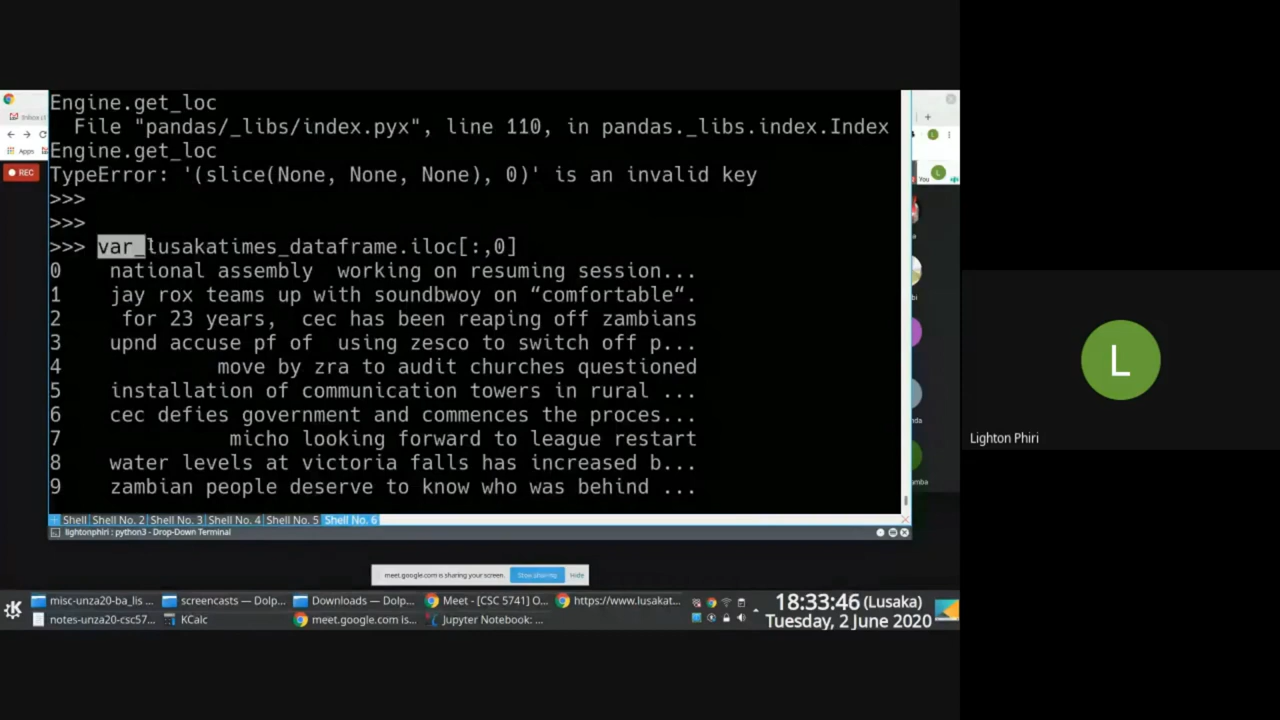 Engine.get_loc
File "pandas/_libs/index.pyx", line 110, in pandas._libs.index.Index
Engine.get_loc
TypeError: '(slice(None, None, None), 0)' is an invalid key
>>>
>>>
>>> var_lusakatimes_dataframe.iloc[:,0]
0 national assembly working on resuming session...
1 jay rox teams up with soundbwoy on “comfortable“.
2 for 23 years, cec has been reaping off zambians
3 upnd accuse pf of using zesco to switch off p...
4 move by zra to audit churches questioned
5 installation of communication towers in rural ...
6 cec defies government and commences the proces...
7 micho looking forward to league restart
8 water levels at victoria falls has increased b...
9 zambian people deserve to know who was behind ...
Apps
REC
You
L
L
Lighton Phiri
Shell Shell No. 2 Shell No. 3 Shell No. 4 Shell No. 5 Shell No. 6
lightonphiri : python3 - Drop-Down Terminal
meet.google.com is sharing your screen. Stop sharing Hide
misc-unza20-ba_lis ... screencasts — Dolp... Downloads — Dolp... Meet - [CSC 5741] O... https://www.lusakat...
notes-unza20-csc57... KCalc meet.google.com is... Jupyter Notebook: ...
18:33:46 (Lusaka)
Tuesday, 2 June 2020